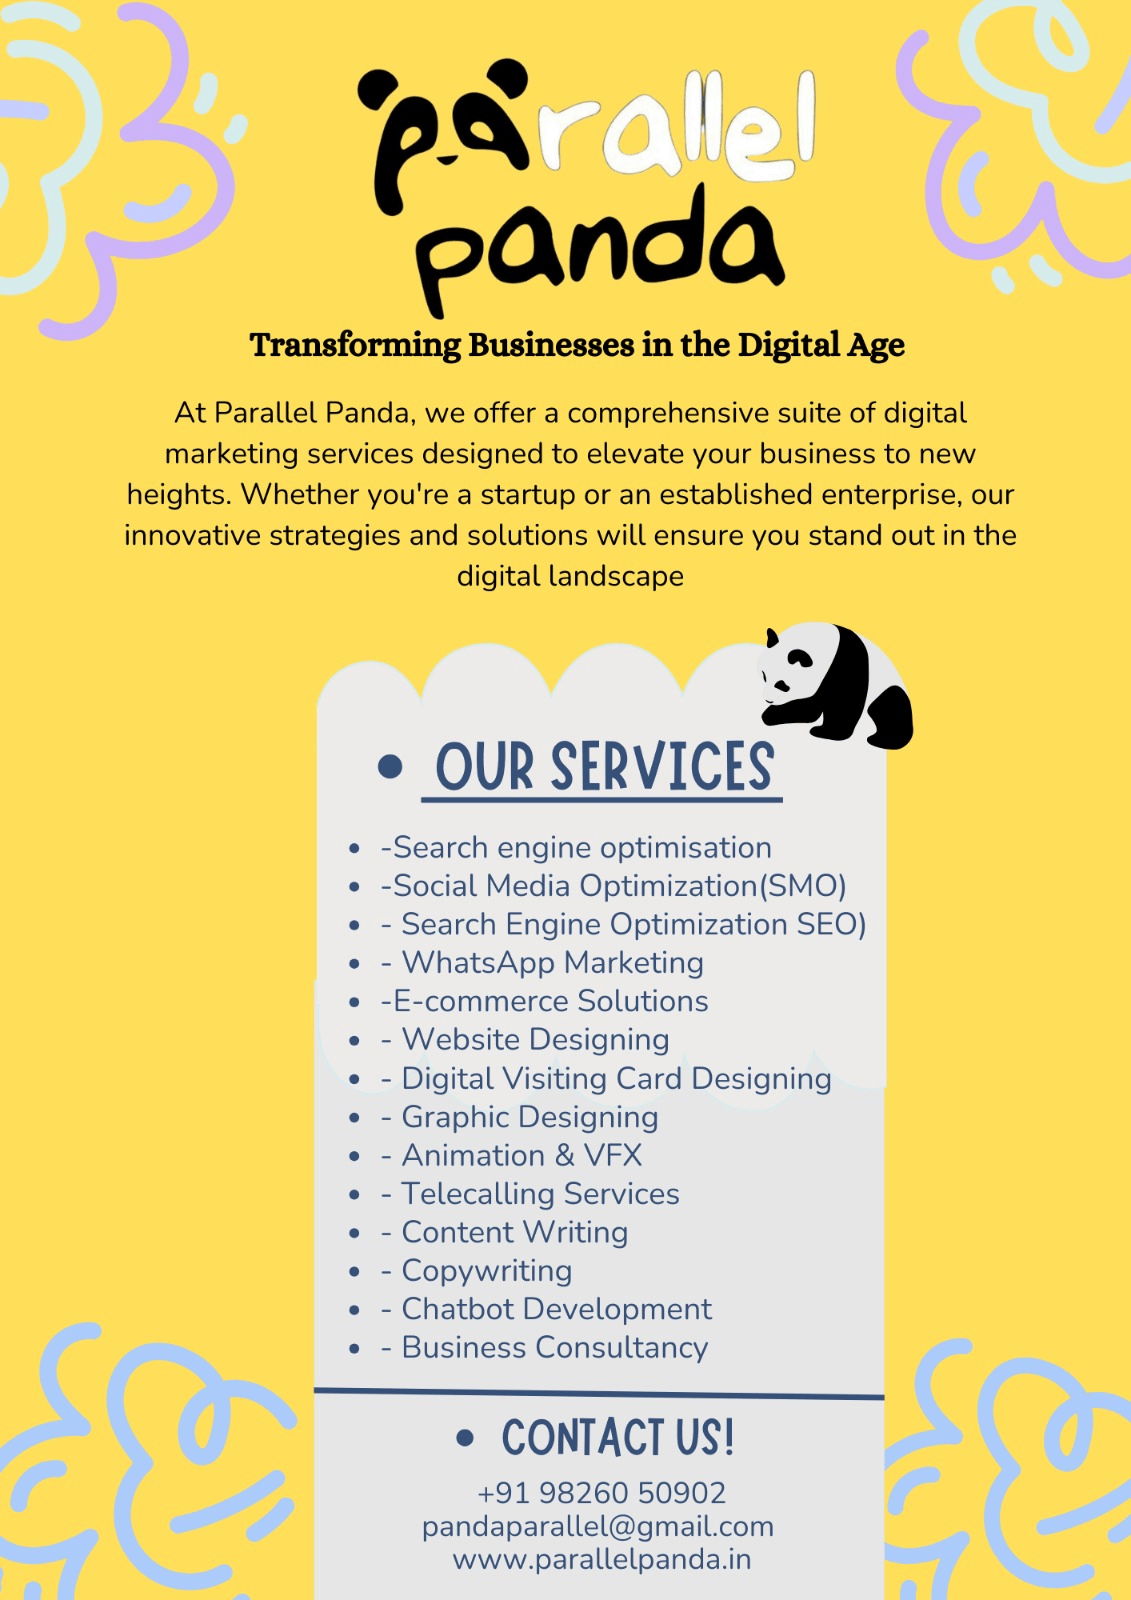 parallel
panda
Transforming Businesses in the Digital Age
At Parallel Panda, we offer a comprehensive suite of digital
marketing services designed to elevate your business to new
heights. Whether you're a startup or an established enterprise, our
innovative strategies and solutions will ensure you stand out in the
digital landscape
• OUR SERVICES
• -Search engine optimisation
• -Social Media Optimization(SMO)
• - Search Engine Optimization SEO)
• - WhatsApp Marketing
• -E-commerce Solutions
• - Website Designing
• - Digital Visiting Card Designing
• - Graphic Designing
• - Animation & VFX
• - Telecalling Services
• - Content Writing
• - Copywriting
• - Chatbot Development
• - Business Consultancy
• CONTACT US!
+91 98260 50902
pandaparallel@gmail.com
www.parallelpanda.in